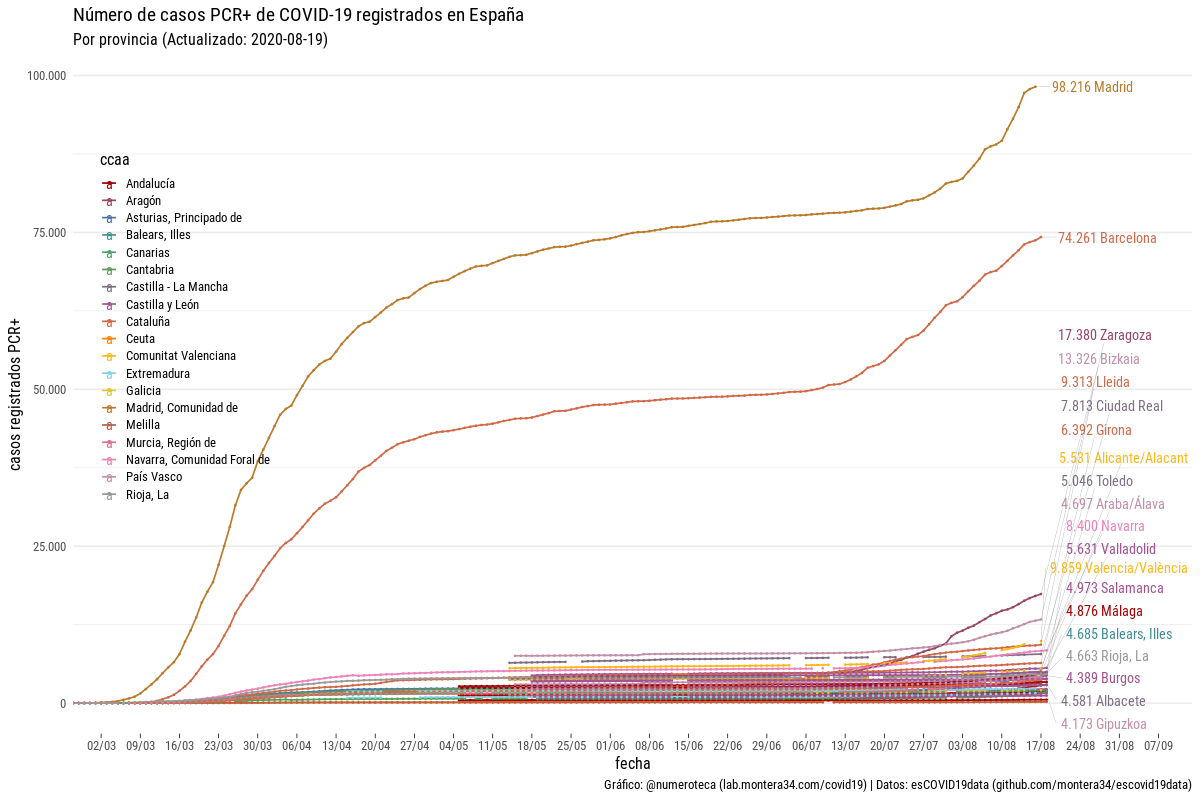 Número de casos PCR+ de COVID-19 registrados en España
Por provincia (Actualizado: 2020-08-19)
casos registrados PCR+
100.000
75.000
50.000
25.000
0
ccaa
Andalucía
Aragón
Asturias, Principado de
Balears, Illes
Canarias
Cantabria
Castilla - La Mancha
Castilla y León
Cataluña
Ceuta
Comunitat Valenciana
Extremadura
Galicia
Madrid, Comunidad de
Melilla
Murcia, Región de
Navarra, Comunidad Foral de
País Vasco
Rioja, La
98.216 Madrid
74.261 Barcelona
17.380 Zaragoza
13.326 Bizkaia
9.313 Lleida
7.813 Ciudad Real
6.392 Girona
5.531 Alicante/Alacant
5.046 Toledo
4.697 Araba/Álava
8.400 Navarra
5.631 Valladolid
9.859 Valencia/València
4.973 Salamanca
4.876 Málaga
4.685 Balears, Illes
4.663 Rioja, La
4.389 Burgos
4.581 Albacete
4.173 Gipuzkoa
02/03 09/03 16/03 23/03 30/03 06/04 13/04 20/04 27/04 04/05 11/05 18/05 25/05 01/06 08/06 15/06 22/06 29/06 06/07 13/07 20/07 27/07 03/08 10/08 17/08 24/08 31/08 07/09
fecha
Gráfico: @numeroteca (lab.montera34.com/covid19) | Datos: esCOVID19data (github.com/montera34/escovid19data)